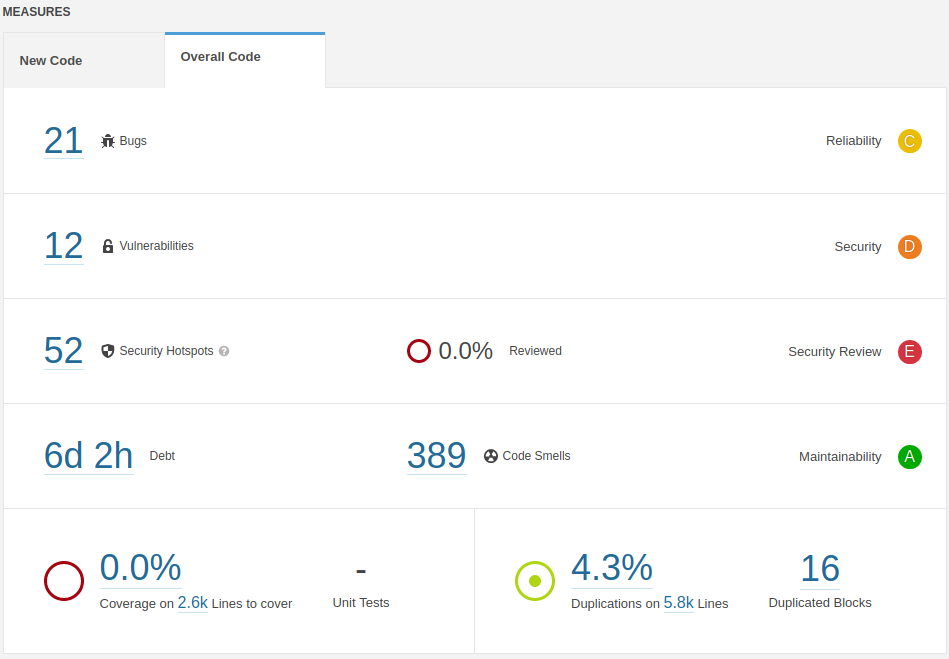 MEASURES
New Code
Overall Code
21 Bugs Reliability C
12 Vulnerabilities Security D
52 Security Hotspots ? 0.0% Reviewed Security Review E
6d 2h Debt 389 Code Smells Maintainability A
0.0% - 4.3% 16
Coverage on 2.6k Lines to cover Unit Tests Duplications on 5.8k Lines Duplicated Blocks